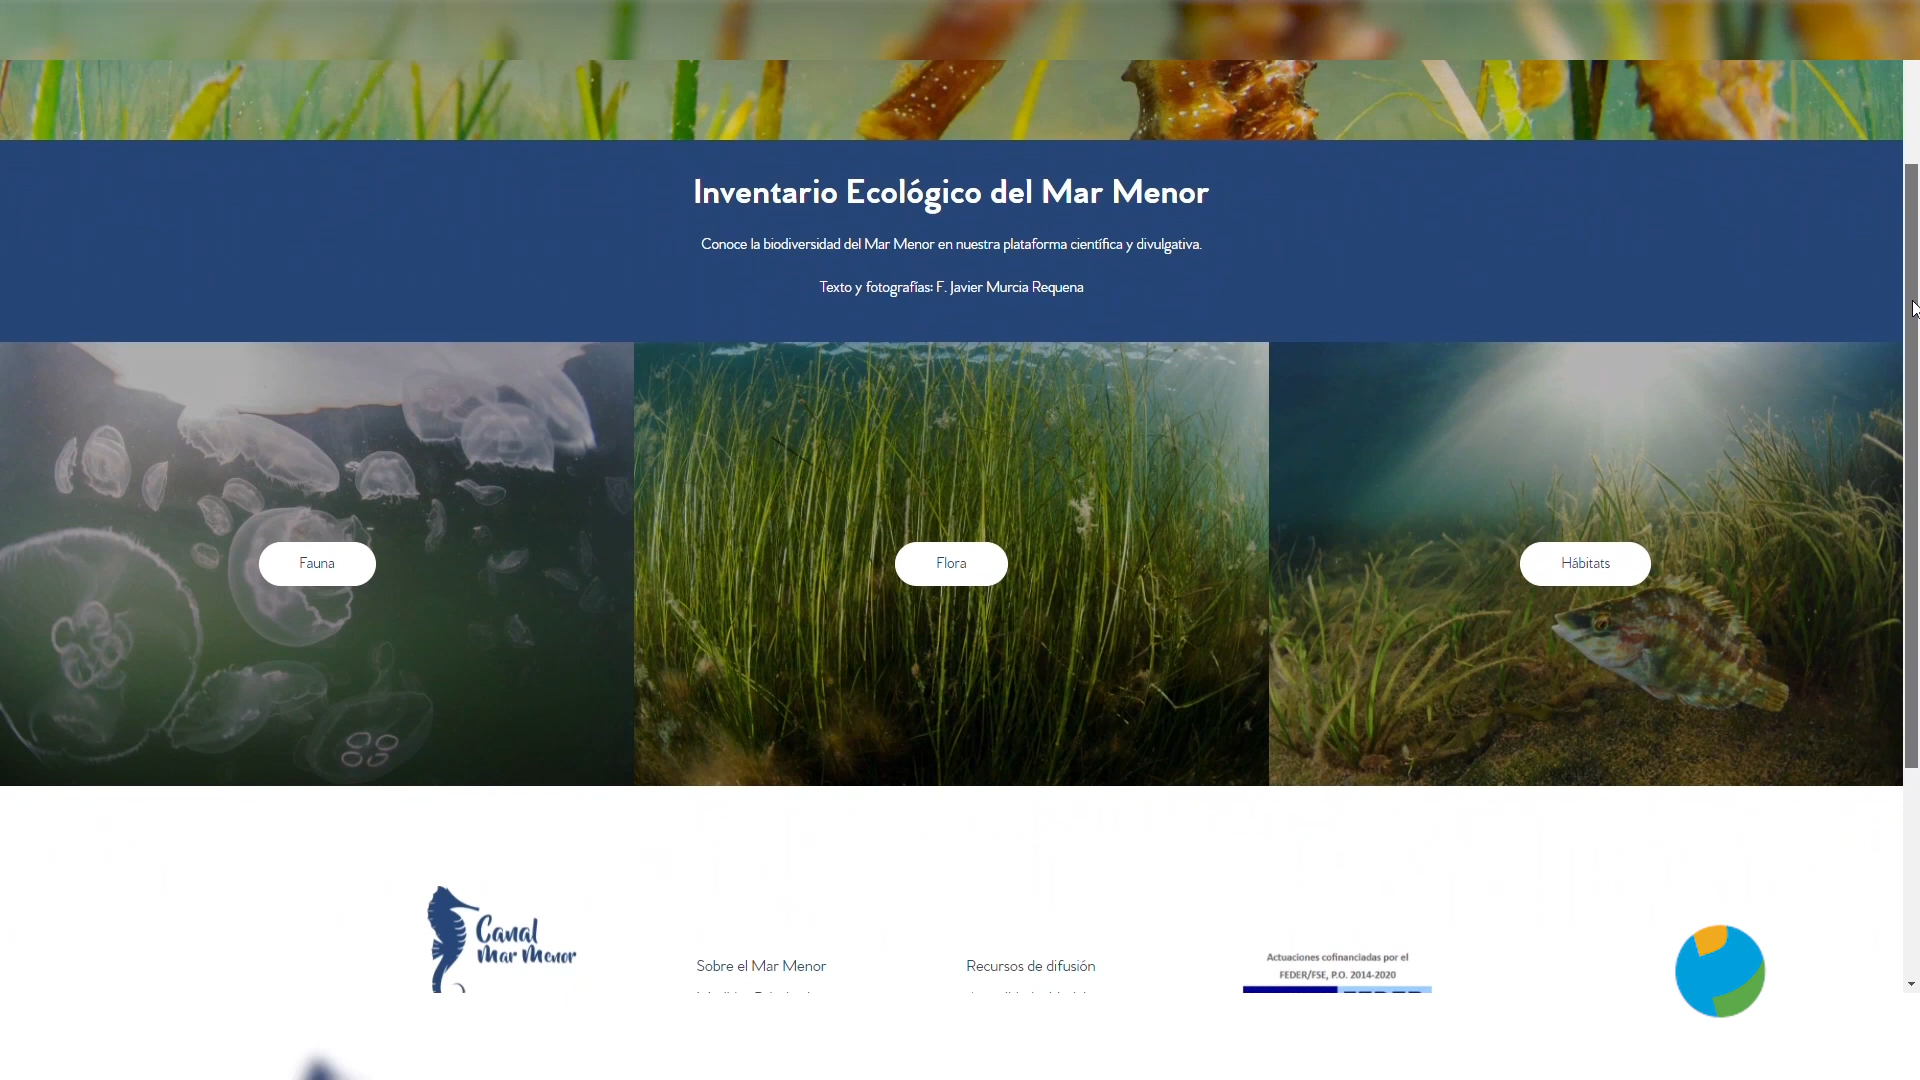 Inventario Ecológico del Mar Menor
Conoce la biodiversidad del Mar Menor en nuestra plataforma científica y divulgativa.
Texto y fotografías: F. Javier Murcia Requena
Fauna
Flora
Hábitats
Canal
Mar Menor
Sobre el Mar Menor
Recursos de difusión
Actuaciones cofinanciadas por el
FEDER/FSE, P.O. 2014-2020